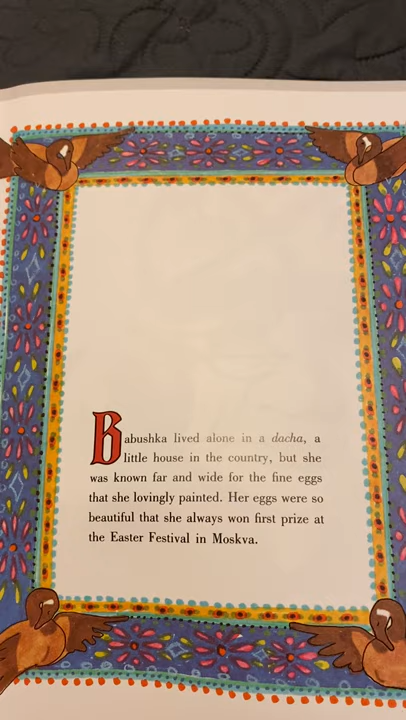 Babushka lived alone in a dacha, a
little house in the country, but she
was known far and wide for the fine eggs
that she lovingly painted. Her eggs were so
beautiful that she always won first prize at
the Easter Festival in Moskva.